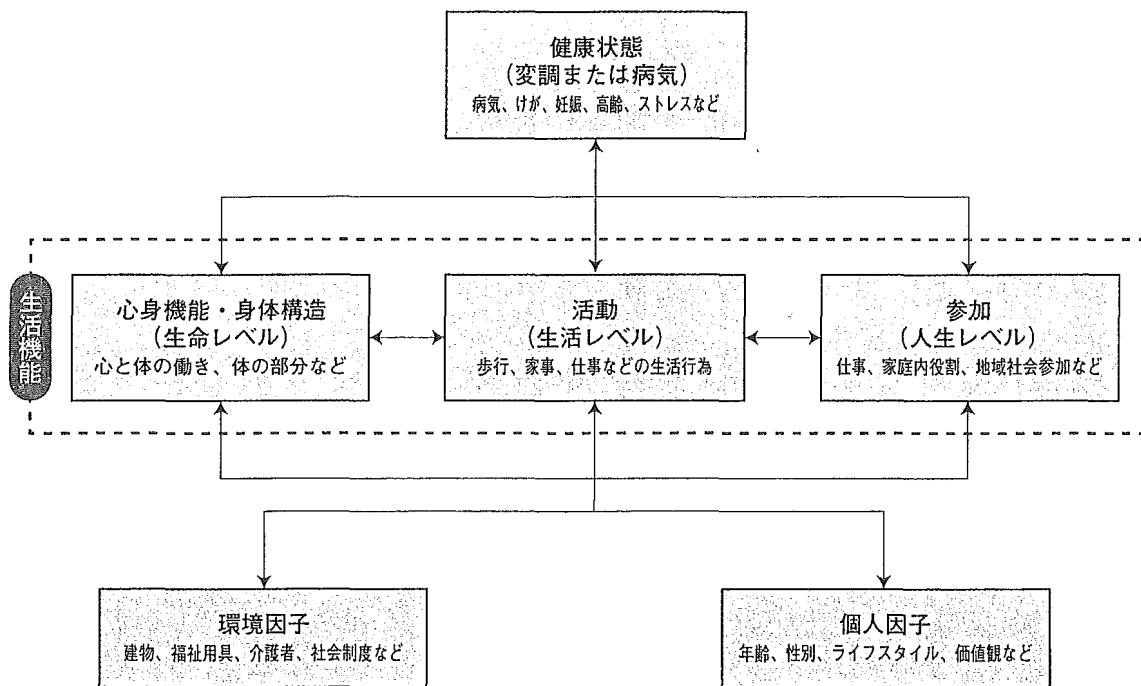 健康状態
(変調または病気)
病気、けが、妊娠、高齢、ストレスなど
生活機能
心身機能・身体構造
(生命レベル)
心と体の働き、体の部分など
活動
(生活レベル)
歩行、家事、仕事などの生活行為
参加
(人生レベル)
仕事、家庭内役割、地域社会参加など
環境因子
建物、福祉用具、介護者、社会制度など
個人因子
年齢、性別、ライフスタイル、価値観など